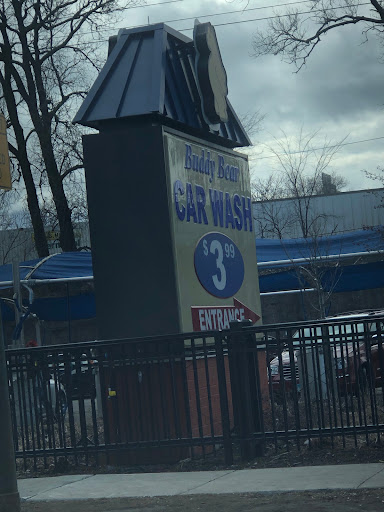 Buddy Bear
CAR WASH
$3.99
ENTRANCE